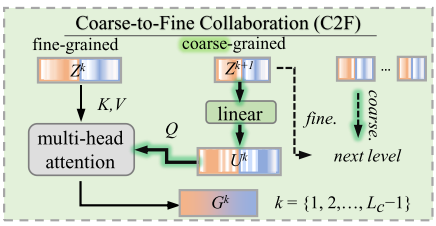 Coarse-to-Fine Collaboration (C2F)
fine-grained
coarse-grained
Z^k
Z^{k+1}
...
K,V
linear
fine.
coarse.
Q
multi-head
attention
U^k
next level
G^k
k = {1, 2,..., L_C−1}